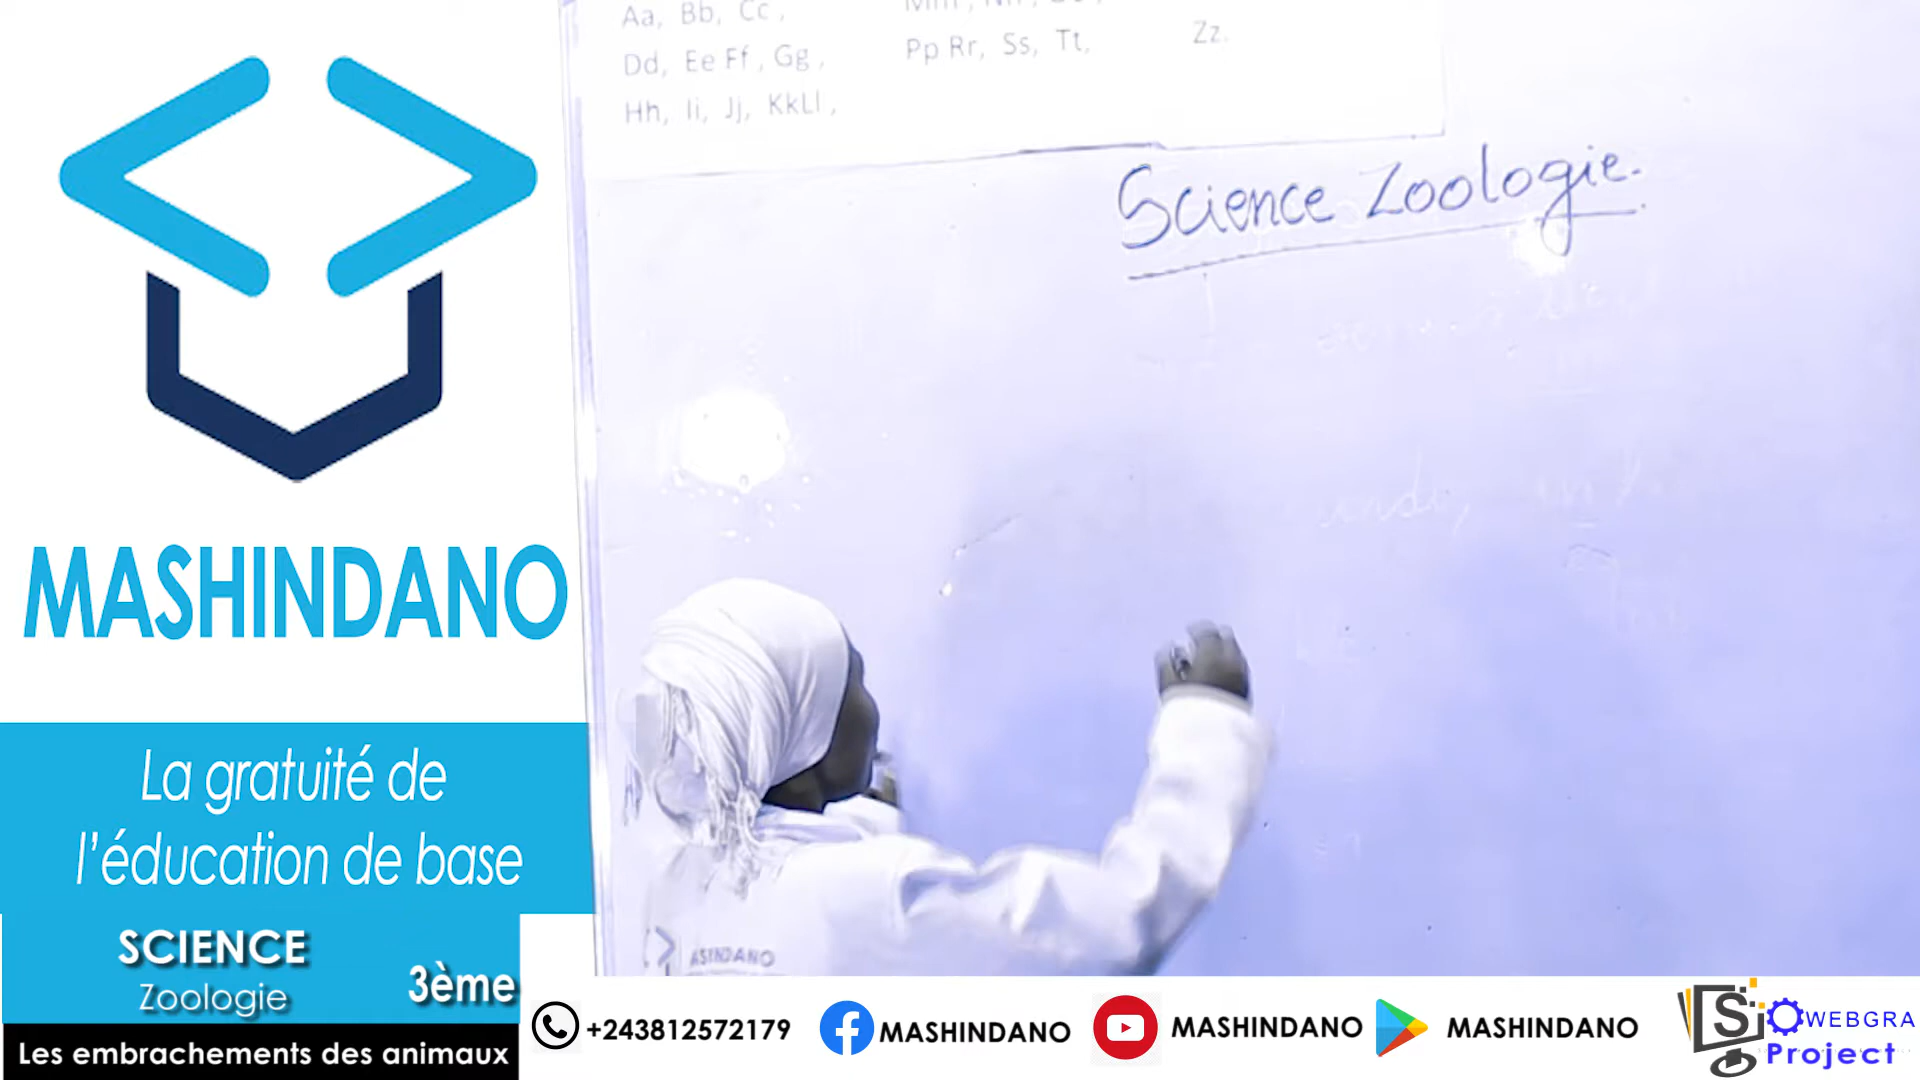 Aa, Bb, Cc,
Dd, Ee Ff, Gg,
Pp Rr, Ss, Tt,
Zz.
Hh, Ii, Jj, KkLl,
Science Zoologie.
MASHINDANO
La gratuité de
l'éducation de base
SCIENCE
Zoologie
3ème
Les embrachements des animaux
+243812572179
MASHINDANO
MASHINDANO
MASHINDANO
WEBGRA
Project